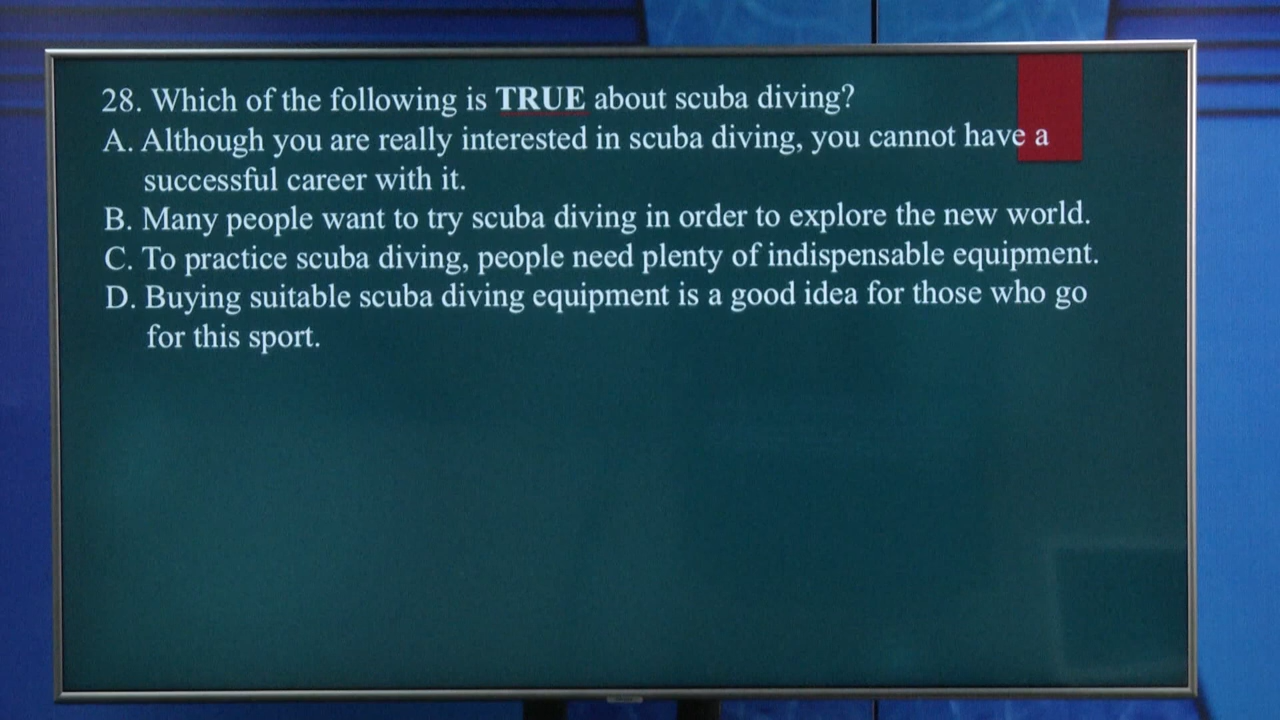 28. Which of the following is TRUE about scuba diving?
A. Although you are really interested in scuba diving, you cannot have a
successful career with it.
B. Many people want to try scuba diving in order to explore the new world.
C. To practice scuba diving, people need plenty of indispensable equipment.
D. Buying suitable scuba diving equipment is a good idea for those who go
for this sport.